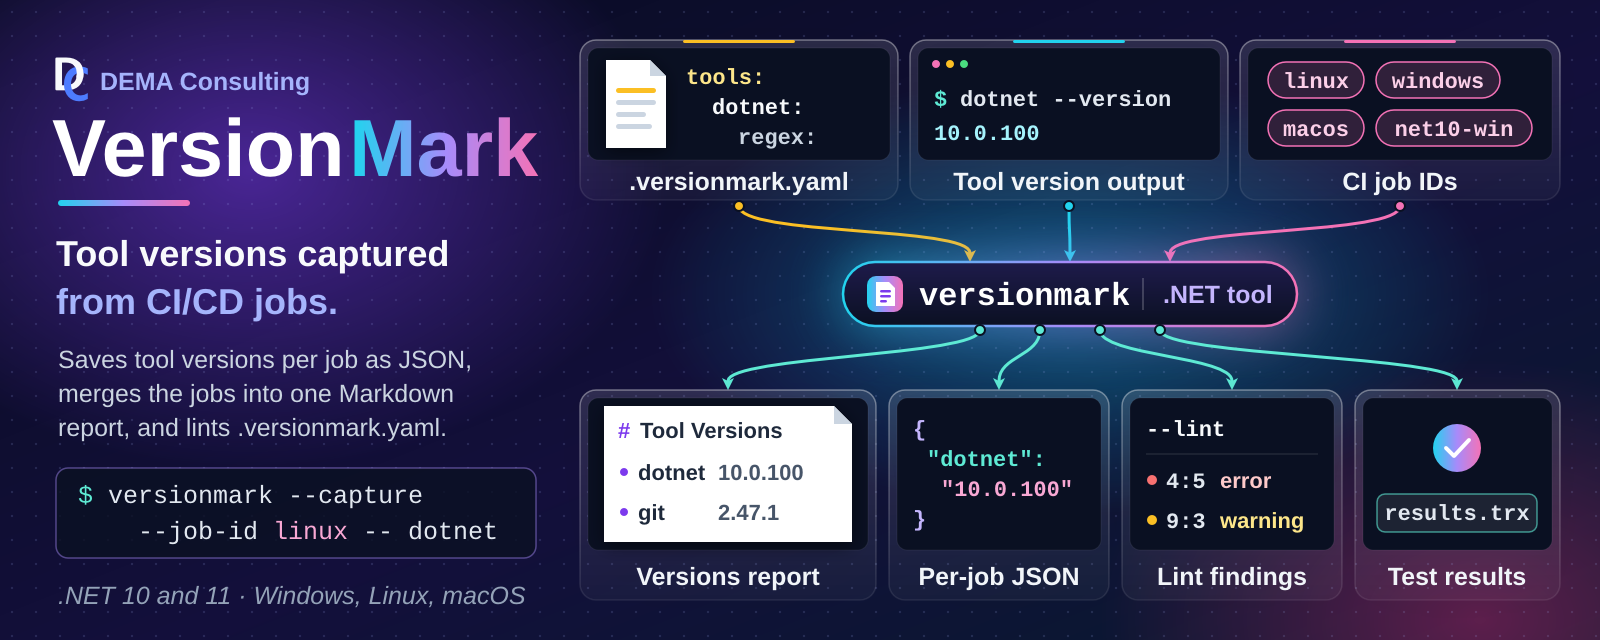 DC DEMA Consulting
VersionMark
Tool versions captured
from CI/CD jobs.
Saves tool versions per job as JSON,
merges the jobs into one Markdown
report, and lints .versionmark.yaml.
$ versionmark --capture
--job-id linux -- dotnet
.NET 10 and 11 · Windows, Linux, macOS
tools:
dotnet:
regex:
.versionmark.yaml
$ dotnet --version
10.0.100
Tool version output
linux windows
macos net10-win
CI job IDs
versionmark .NET tool
# Tool Versions
• dotnet 10.0.100
• git 2.47.1
Versions report
{
"dotnet":
"10.0.100"
}
Per-job JSON
--lint
4:5 error
9:3 warning
Lint findings
results.trx
Test results